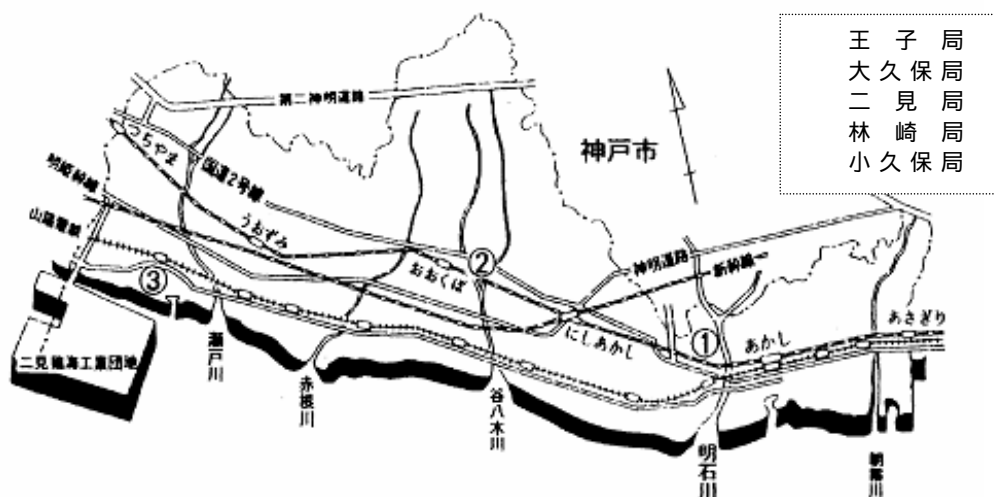 王子局
大久保局
二見局
林崎局
小久保局
第二神明道路
神戸市
つちやま
国道2号線
明姫幹線
山陽電鉄
うおずみ
おおくぼ
②
神明道路
新幹線
③
にしあかし
①
あかし
あさぎり
二見臨海工業団地
瀬戸川
赤根川
谷八木川
明石川
朝霧川